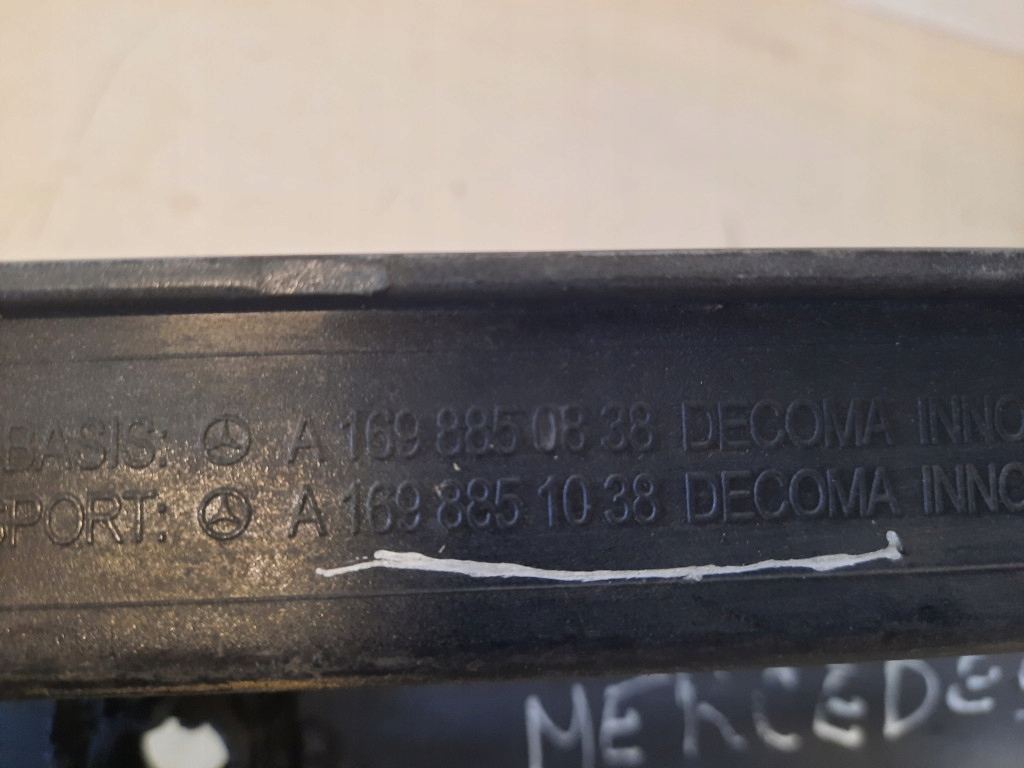 BASIS: A 169 885 08 38 DECOMA INNO
SPORT: A 169 885 10 38 DECOMA INNO
MERCEDES